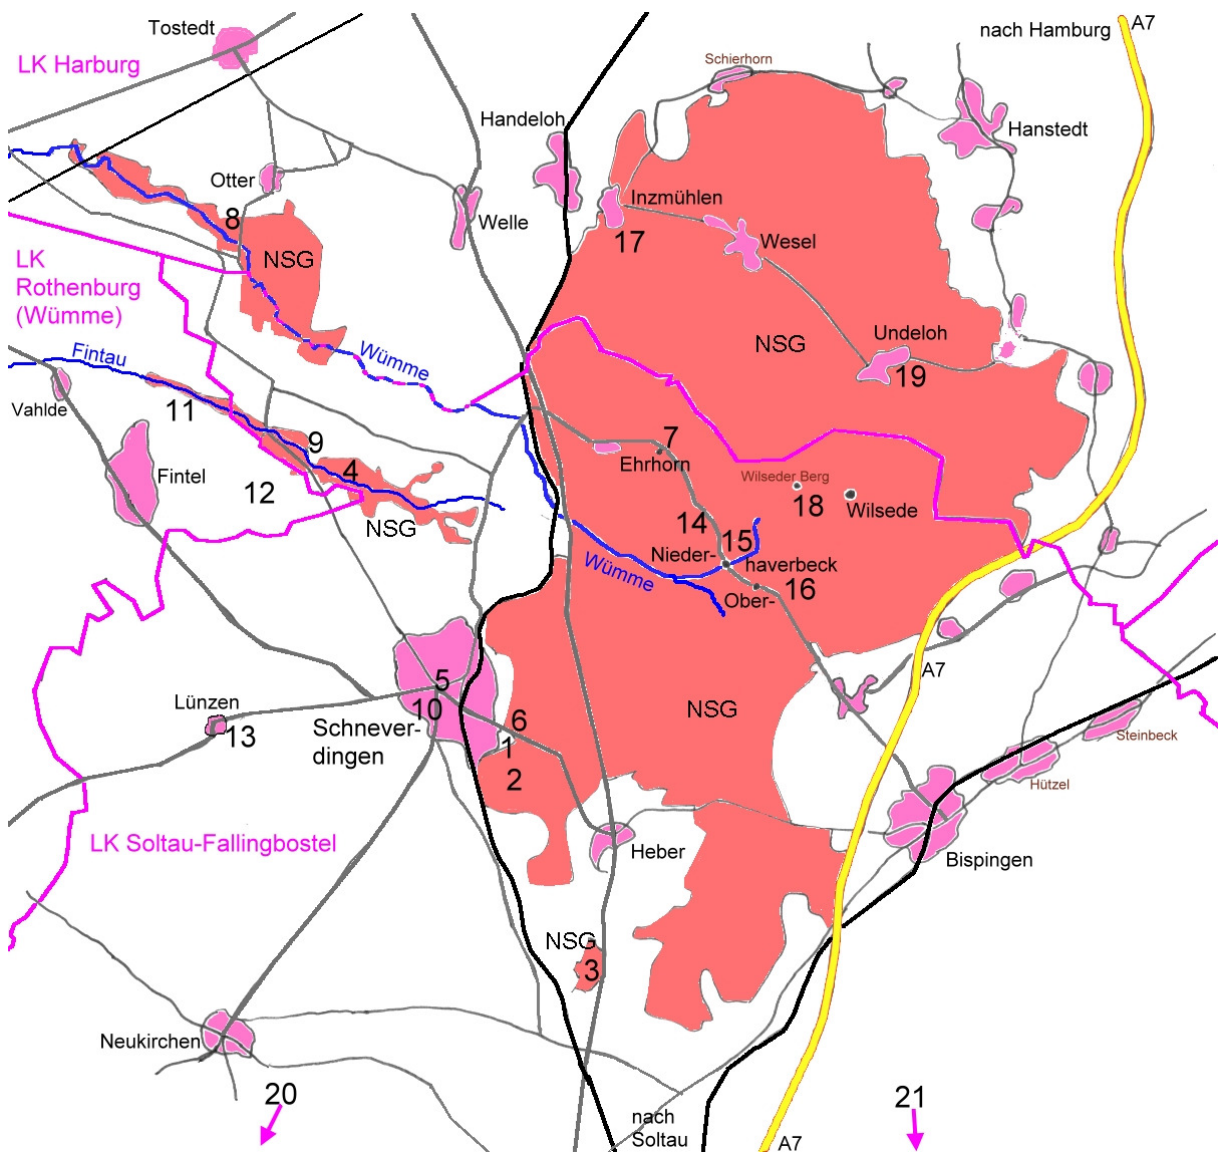 Tostedt
nach Hamburg
A7
LK Harburg
Schierhorn
Handeloh
Hanstedt
Otter
Inzmühlen
8
Welle
17
Wesel
LK
Rothenburg
(Wümme)
NSG
Undeloh
NSG
19
Fintau
Wümme
Vahlde
11
9
7
4
Ehrhorn
Fintel
12
Wilseder Berg
18
Wilsede
NSG
14
15
Nieder-
haverbeck
Wümme
Ober-
16
A7
5
Lünzen
10
13
Schnever-
dingen
6
1
2
NSG
Steinbeck
Hützel
LK Soltau-Fallingbostel
Heber
Bispingen
NSG
3
Neukirchen
20
21
nach
Soltau
A7